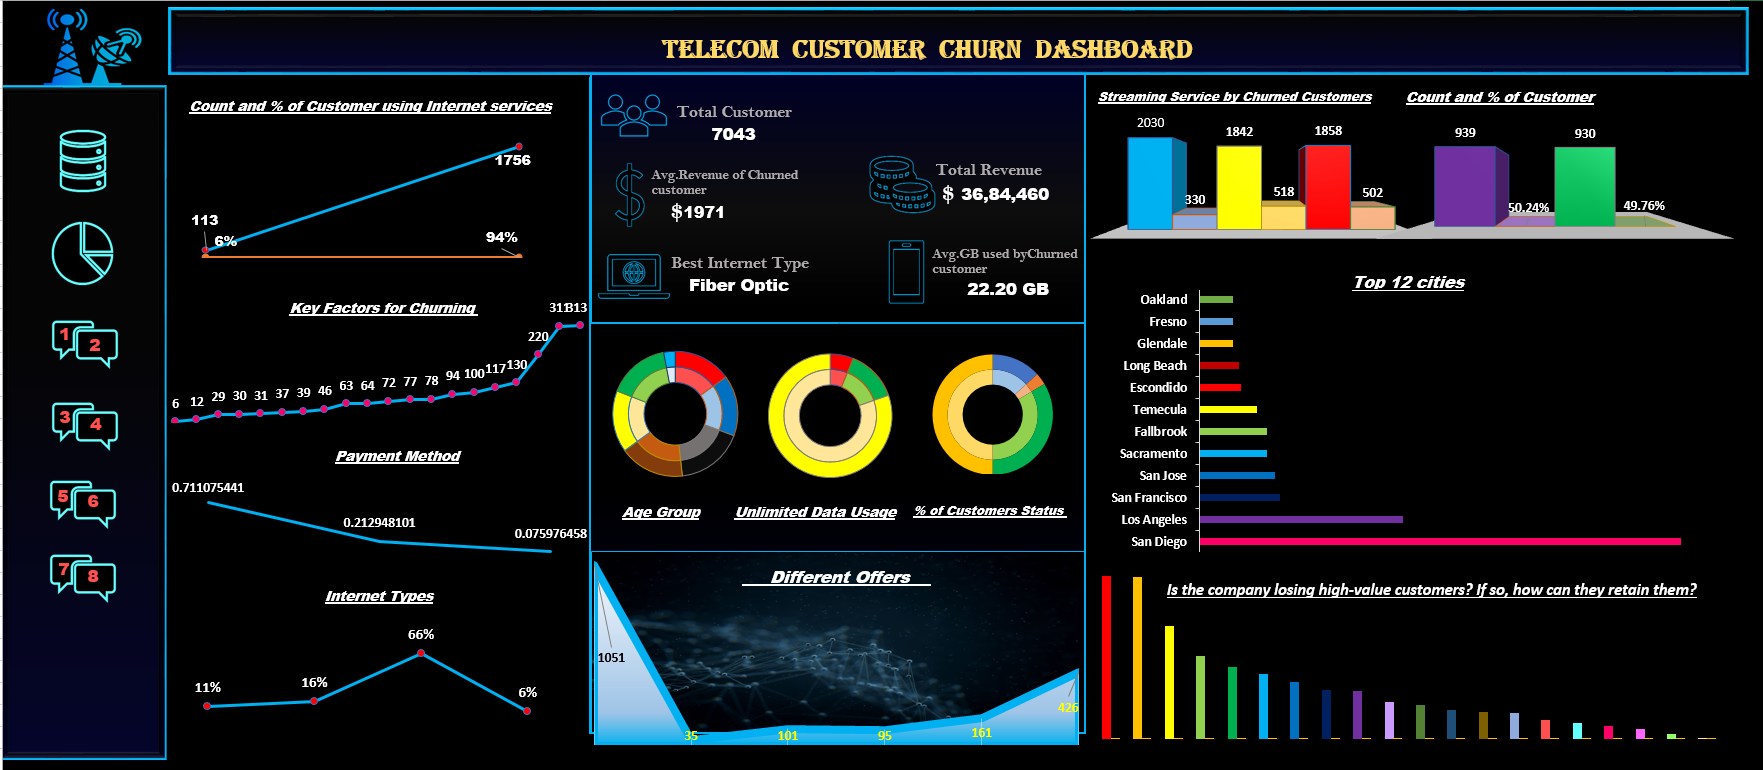 TELECOM CUSTOMER CHURN DASHBOARD
1
2
3
4
5
6
7
8
Count and % of Customer using Internet services
1756
113
6%
94%
Key Factors for Churning
6 12 29 30 31 37 39 46 63 64 72 77 78 94 100 117 130 220 311 313
Payment Method
0.711075441
0.212948101
0.075976458
Internet Types
11%
16%
66%
6%
Total Customer
7043
Avg.Revenue of Churned
customer
$1971
Total Revenue
$ 36,84,460
Best Internet Type
Fiber Optic
Avg.GB used byChurned
customer
22.20 GB
Age Group
Unlimited Data Usage
% of Customers Status
Different Offers
1051
35
101
95
161
426
Streaming Service by Churned Customers
2030
330
1842
518
1858
502
Count and % of Customer
939
50.24%
930
49.76%
Top 12 cities
Oakland
Fresno
Glendale
Long Beach
Escondido
Temecula
Fallbrook
Sacramento
San Jose
San Francisco
Los Angeles
San Diego
Is the company losing high-value customers? If so, how can they retain them?